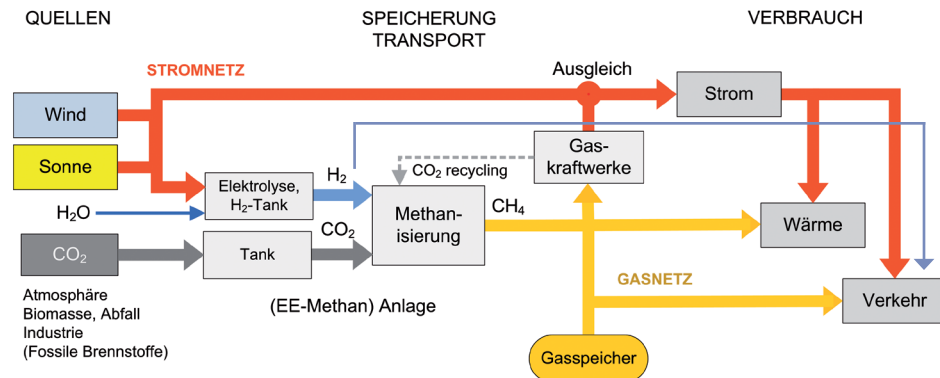 QUELLEN
SPEICHERUNG
TRANSPORT
VERBRAUCH
STROMNETZ
Ausgleich
Wind
Strom
Sonne
Gas-
kraftwerke
H₂
CO₂ recycling
Elektrolyse,
H₂-Tank
H₂O
Methan-
isierung
CH₄
Wärme
CO₂
CO₂
Tank
GASNETZ
Atmosphäre
Biomasse, Abfall
Industrie
(Fossile Brennstoffe)
(EE-Methan) Anlage
Verkehr
Gasspeicher